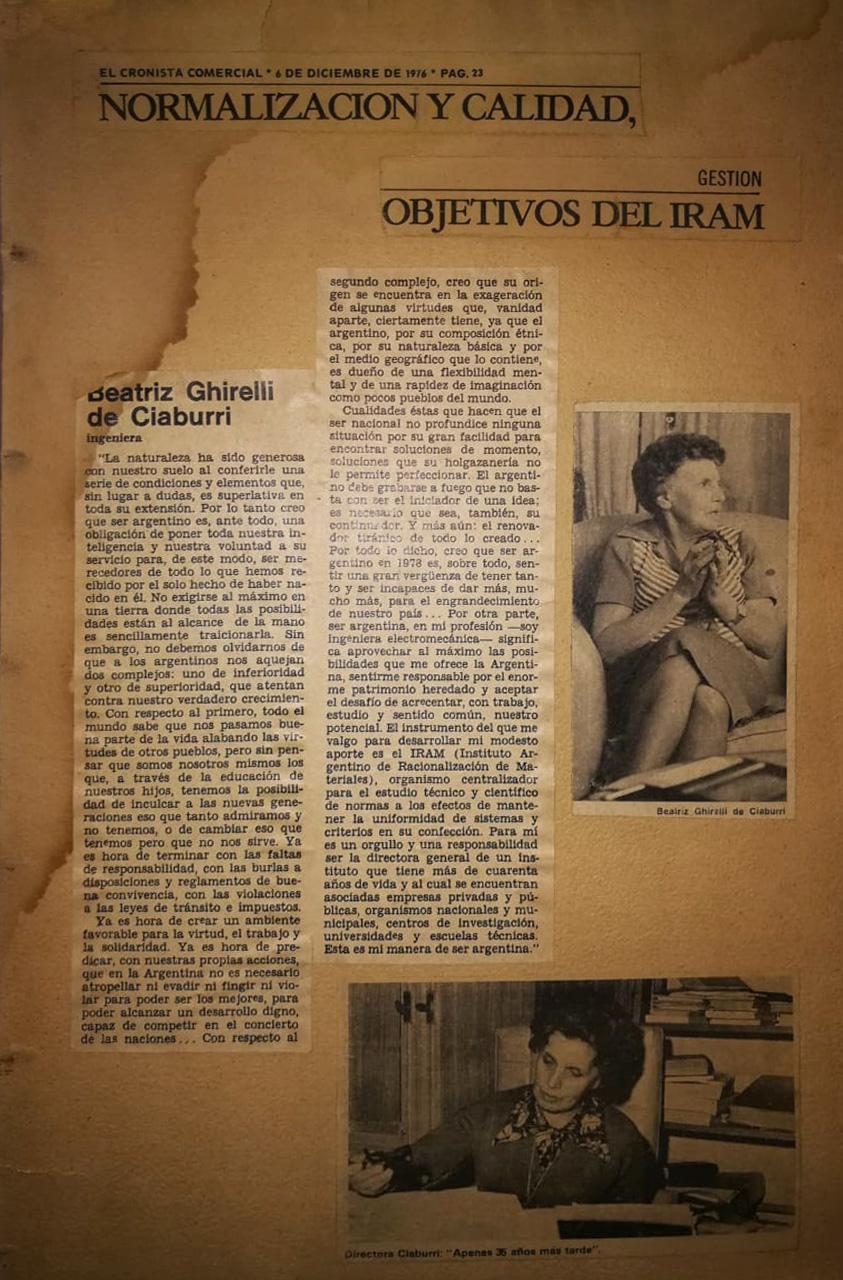 EL CRONISTA COMERCIAL * 6 DE DICIEMBRE DE 1976 * PAG. 23
NORMALIZACION Y CALIDAD,
GESTION
OBJETIVOS DEL IRAM
Beatriz Ghirelli
de Ciaburri
ingeniera
"La naturaleza ha sido generosa
con nuestro suelo al conferirle una
serie de condiciones y elementos que,
sin lugar a dudas, es superlativa en
toda su extensión. Por lo tanto creo
que ser argentino es, ante todo, una
obligación de poner toda nuestra in-
teligencia y nuestra voluntad a su
servicio para, de este modo, ser me-
recedores de todo lo que hemos re-
cibido por el solo hecho de haber na-
cido en él. No exigirse al máximo en
una tierra donde todas las posibili-
dades están al alcance de la mano
es sencillamente traicionarla. Sin
embargo, no debemos olvidarnos de
que a los argentinos nos aquejan
dos complejos: uno de inferioridad
y otro de superioridad, que atentan
contra nuestro verdadero crecimien-
to. Con respecto al primero, todo el
mundo sabe que nos pasamos bue-
na parte de la vida alabando las vir-
tudes de otros pueblos, pero sin pen-
sar que somos nosotros mismos los
que, a través de la educación de
nuestros hijos, tenemos la posibili-
dad de inculcar a las nuevas gene-
raciones eso que tanto admiramos y
no tenemos, o de cambiar eso que
tenemos pero que no nos sirve. Ya
es hora de terminar con las faltas
de responsabilidad, con las burlas a
disposiciones y reglamentos de bue-
na convivencia, con las violaciones
a las leyes de tránsito e impuestos.
Ya es hora de crear un ambiente
favorable para la virtud, el trabajo y
la solidaridad. Ya es hora de pre-
dicar, con nuestras propias acciones,
que en la Argentina no es necesario
atropellar ni evadir ni fingir ni vio-
lar para poder ser los mejores, para
poder alcanzar un desarrollo digno,
capaz de competir en el concierto
de las naciones... Con respecto al
segundo complejo, creo que su ori-
gen se encuentra en la exageración
de algunas virtudes que, vanidad
aparte, ciertamente tiene, ya que el
argentino, por su composición étni-
ca, por su naturaleza básica y por
el medio geográfico que lo contiene,
es dueño de una flexibilidad men-
tal y de una rapidez de imaginación
como pocos pueblos del mundo.
Cualidades éstas que hacen que el
ser nacional no profundice ninguna
situación por su gran facilidad para
encontrar soluciones de momento,
soluciones que su holgazanería no
le permite perfeccionar. El argenti-
no debe grabarse a fuego que no bas-
ta con ser el iniciador de una idea;
es necesario que sea, también, su
continuador. Y más aún: el renova-
dor tiránico de todo lo creado...
Por todo lo dicho, creo que ser ar-
gentino en 1978 es, sobre todo, sen-
tir una gran vergüenza de tener tan-
to y ser incapaces de dar más, mu-
cho más, para el engrandecimiento
de nuestro país... Por otra parte,
ser argentina, en mi profesión —soy
ingeniera electromecánica— signifi-
ca aprovechar al máximo las posi-
bilidades que me ofrece la Argenti-
na, sentirme responsable por el enor-
me patrimonio heredado y aceptar
el desafío de acrecentar, con trabajo,
estudio y sentido común, nuestro
potencial. El instrumento del que me
valgo para desarrollar mi modesto
aporte es el IRAM (Instituto Ar-
gentino de Racionalización de Ma-
teriales), organismo centralizador
para el estudio técnico y científico
de normas a los efectos de mante-
ner la uniformidad de sistemas y
criterios en su confección. Para mí
es un orgullo y una responsabilidad
ser la directora general de un ins-
tituto que tiene más de cuarenta
años de vida y al cual se encuentran
asociadas empresas privadas y pú-
blicas, organismos nacionales y mu-
nicipales, centros de investigación,
universidades y escuelas técnicas.
Esta es mi manera de ser argentina."
Beatriz Ghirelli de Ciaburri
Directora Ciaburri: "Apenas 35 años más tarde".